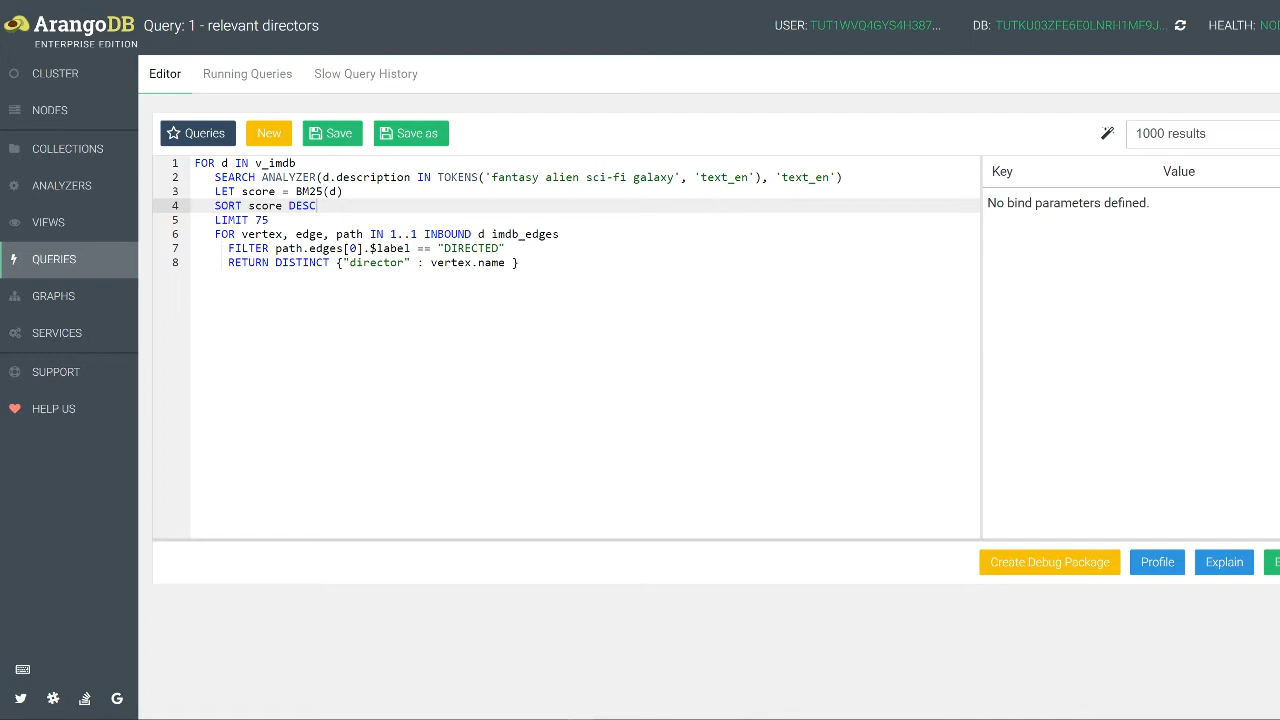 ArangoDB
ENTERPRISE EDITION
Query: 1 - relevant directors
USER: TUT1WVQ4GYS4H387...
DB: TUTKU03ZFE6E0LNRH1MF9J...
HEALTH:
CLUSTER
NODES
COLLECTIONS
ANALYZERS
VIEWS
QUERIES
GRAPHS
SERVICES
SUPPORT
HELP US
Editor
Running Queries
Slow Query History
Queries
New
Save
Save as
1000 results
1 FOR d IN v_imdb
2 SEARCH ANALYZER(d.description IN TOKENS('fantasy alien sci-fi galaxy', 'text_en'), 'text_en')
3 LET score = BM25(d)
4 SORT score DESC
5 LIMIT 75
6 FOR vertex, edge, path IN 1..1 INBOUND d imdb_edges
7 FILTER path.edges[0].$label == "DIRECTED"
8 RETURN DISTINCT {"director" : vertex.name }
Key
Value
No bind parameters defined.
Create Debug Package
Profile
Explain